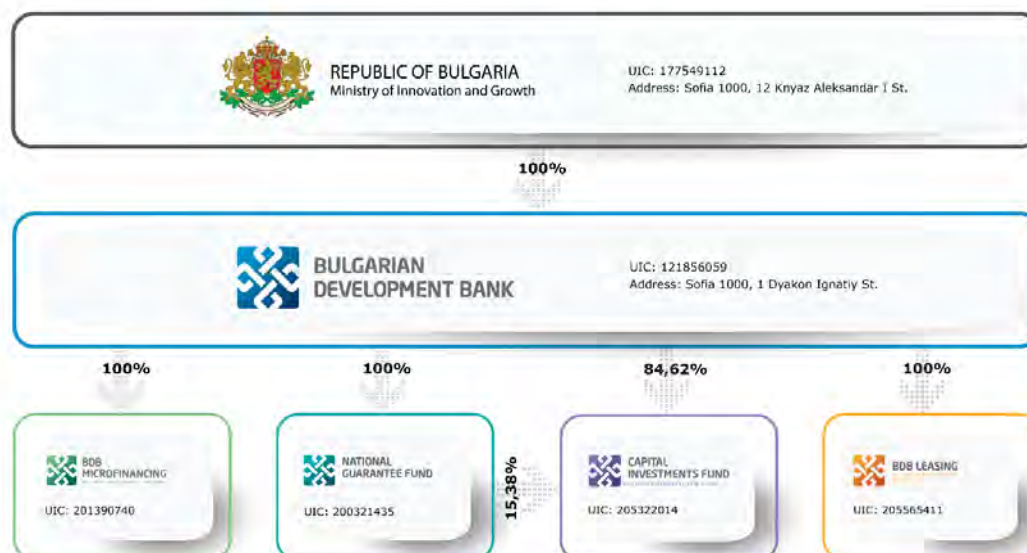 REPUBLIC OF BULGARIA
Ministry of Innovation and Growth
UIC: 177549112
Address: Sofia 1000, 12 Knyaz Aleksandar I St.
100%
BULGARIAN
DEVELOPMENT BANK
UIC: 121856059
Address: Sofia 1000, 1 Dyakon Ignatiy St.
100%
100%
84,62%
100%
BDB
MICROFINANCING
UIC: 201390740
NATIONAL
GUARANTEE FUND
UIC: 200321435
15,38%
CAPITAL
INVESTMENTS FUND
UIC: 205322014
BDB LEASING
UIC: 205565411